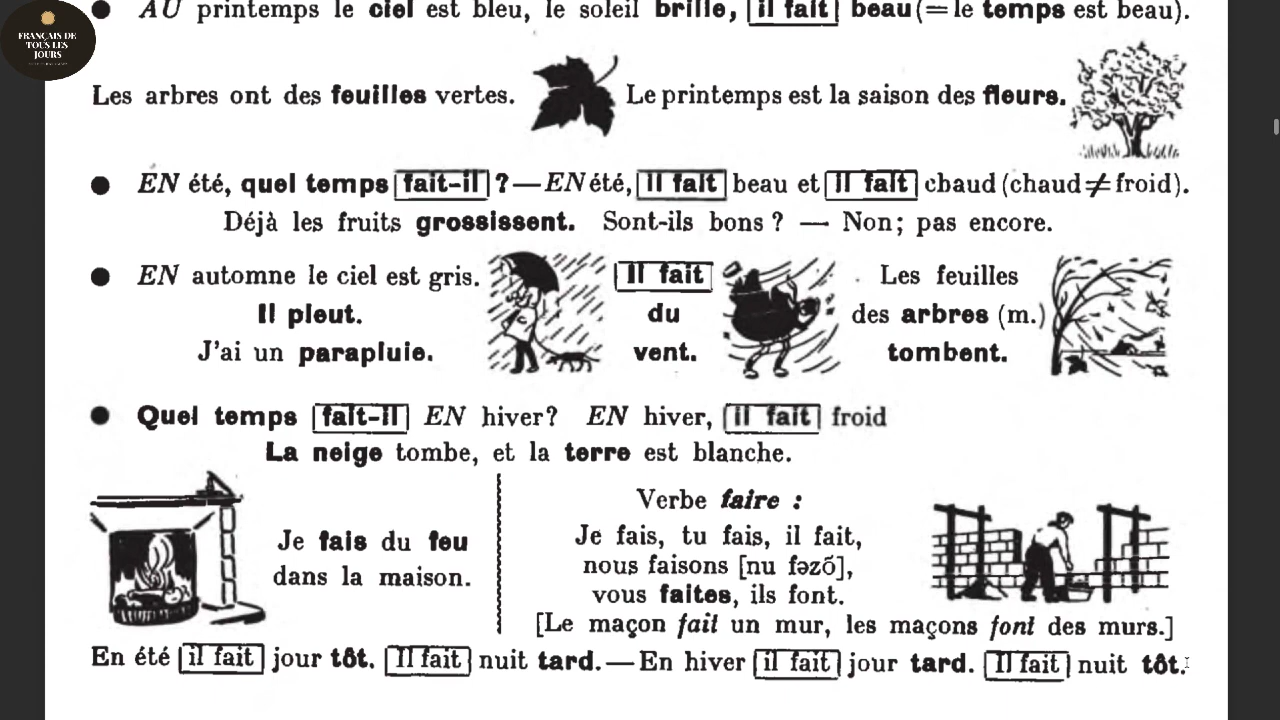 FRANÇAIS DE
TOUS LES
JOURS
● AU printemps le ciel est bleu, le soleil brille, il fait beau (= le temps est beau).
Les arbres ont des feuilles vertes. Le printemps est la saison des fleurs.
● EN été, quel temps fait-il ? — EN été, Il fait beau et Il fait chaud (chaud ≠ froid).
Déjà les fruits grossissent. Sont-ils bons ? — Non; pas encore.
● EN automne le ciel est gris.
Il pleut.
J'ai un parapluie.
Il fait
du
vent.
Les feuilles
des arbres (m.)
tombent.
● Quel temps fait-il EN hiver? EN hiver, il fait froid
La neige tombe, et la terre est blanche.
Je fais du feu
dans la maison.
Verbe faire :
Je fais, tu fais, il fait,
nous faisons [nu fəzõ],
vous faites, ils font.
[Le maçon fait un mur, les maçons font des murs.]
En été il fait jour tôt. Il fait nuit tard. — En hiver il fait jour tard. Il fait nuit tôt.